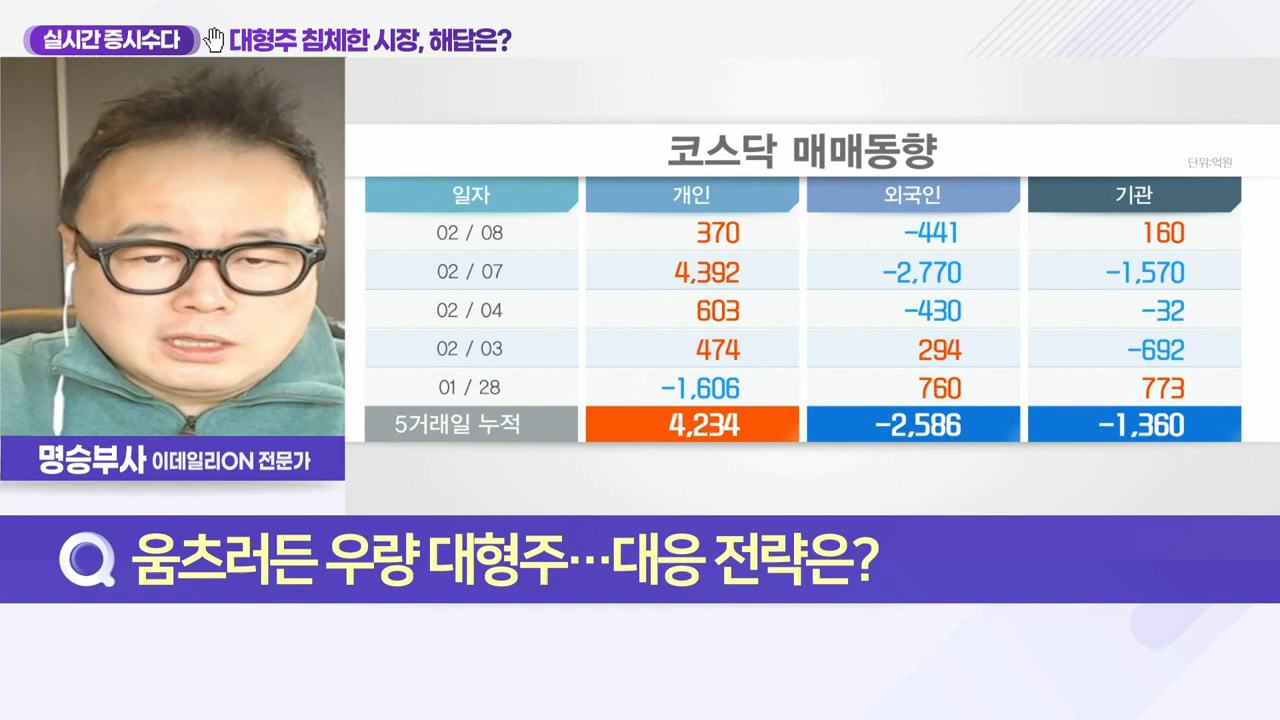 실시간 증시수다 대형주 침체한 시장, 해답은?
코스닥 매매동향
단위:억원
일자 개인 외국인 기관
02 / 08 370 -441 160
02 / 07 4,392 -2,770 -1,570
02 / 04 603 -430 -32
02 / 03 474 294 -692
01 / 28 -1,606 760 773
5거래일 누적 4,234 -2,586 -1,360
명승부사 이데일리ON 전문가
Q 움츠러든 우량 대형주…대응 전략은?